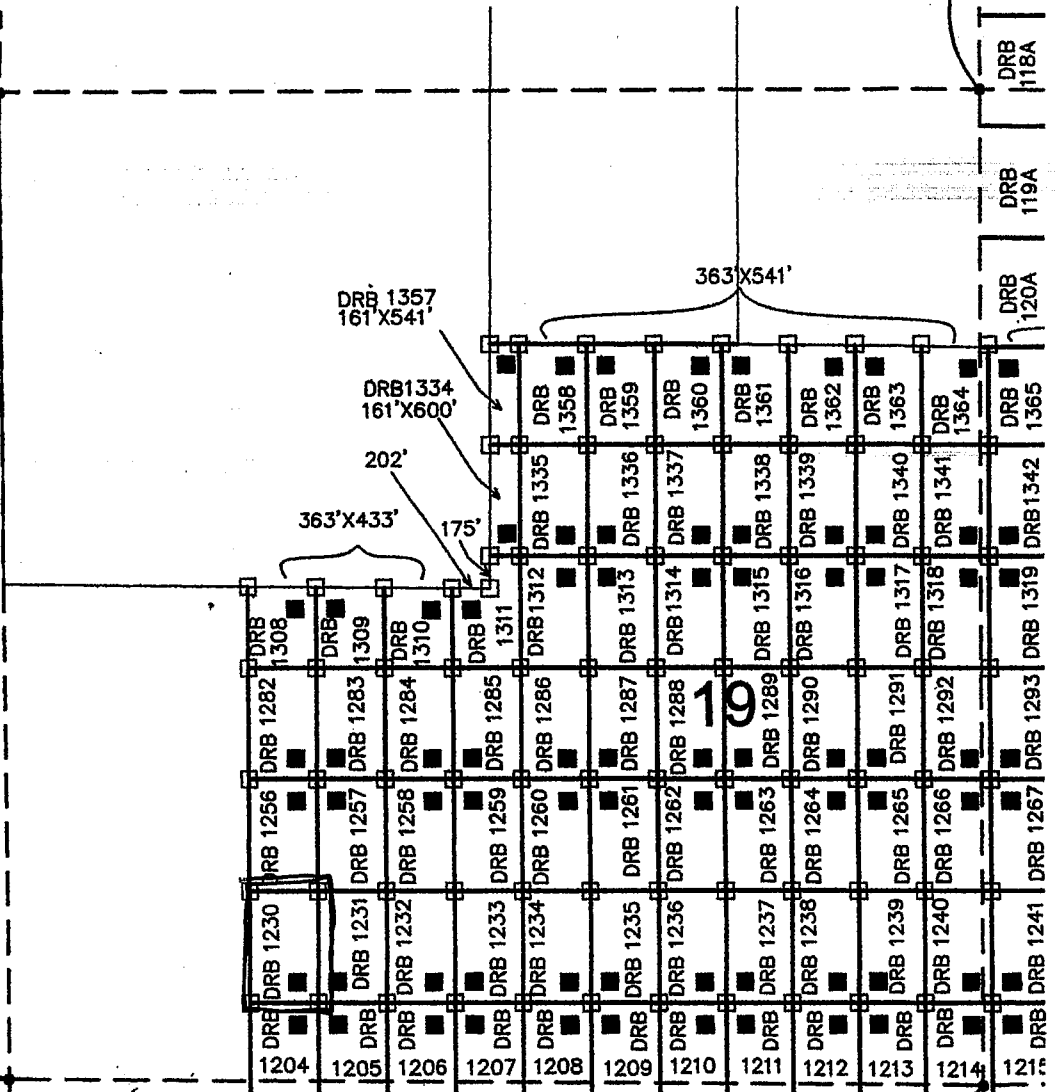 DRB
118A
DRB
119A
DRB
120A
363'X541'
DRB 1357
161'X541'
DRB1334
161'X600'
202'
175'
363'X433'
DRB
1358
DRB
1359
DRB
1360
DRB
1361
DRB
1362
DRB
1363
DRB
1364
DRB
1365
DRB 1335
DRB 1336
DRB 1337
DRB 1338
DRB 1339
DRB 1340
DRB 1341
DRB1342
DRB
1308
DRB
1309
DRB
1310
DRB
1311
DRB 1312
DRB 1313
DRB 1314
DRB 1315
DRB 1316
DRB 1317
DRB 1318
DRB 1319
DRB 1282
DRB 1283
DRB 1284
DRB 1285
DRB 1286
DRB 1287
DRB 1288
19
DRB 1289
DRB 1290
DRB 1291
DRB 1292
DRB 1293
DRB 1256
DRB 1257
DRB 1258
DRB 1259
DRB 1260
DRB 1261
DRB 1262
DRB 1263
DRB 1264
DRB 1265
DRB 1266
DRB 1267
DRB 1230
DRB 1231
DRB 1232
DRB 1233
DRB 1234
DRB 1235
DRB 1236
DRB 1237
DRB 1238
DRB 1239
DRB 1240
DRB 1241
DRB
1204
DRB
1205
DRB
1206
DRB
1207
DRB
1208
DRB
1209
DRB
1210
DRB
1211
DRB
1212
DRB
1213
DRB
1214
DRB
1215